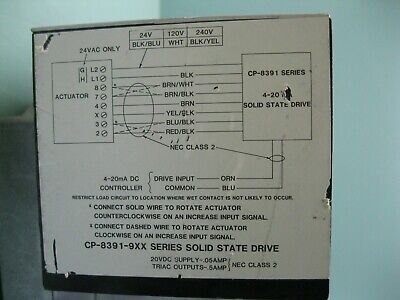 24V 120V 240V
BLK/BLU WHT BLK/YEL
24VAC ONLY
G L2
H L1
ACTUATOR
8
7
4
X
3
2
BLK
BRN/WHT
BRN/BLK
BRN
YEL/BLK
BLU/BLK
RED/BLK
NEC CLASS 2
CP-8391 SERIES
4-20
SOLID STATE DRIVE
4-20mA DC DRIVE INPUT ORN
CONTROLLER COMMON BLU
RESTRICT LOAD CIRCUIT TO LOCATION WHERE WET CONTACT IS NOT LIKELY TO OCCUR.
* CONNECT SOLID WIRE TO ROTATE ACTUATOR
COUNTERCLOCKWISE ON AN INCREASE INPUT SIGNAL.
* CONNECT DASHED WIRE TO ROTATE ACTUATOR
CLOCKWISE ON AN INCREASE INPUT SIGNAL.
CP-8391-9XX SERIES SOLID STATE DRIVE
20VDC SUPPLY-.05AMP
TRIAC OUTPUTS-.5AMP
NEC CLASS 2